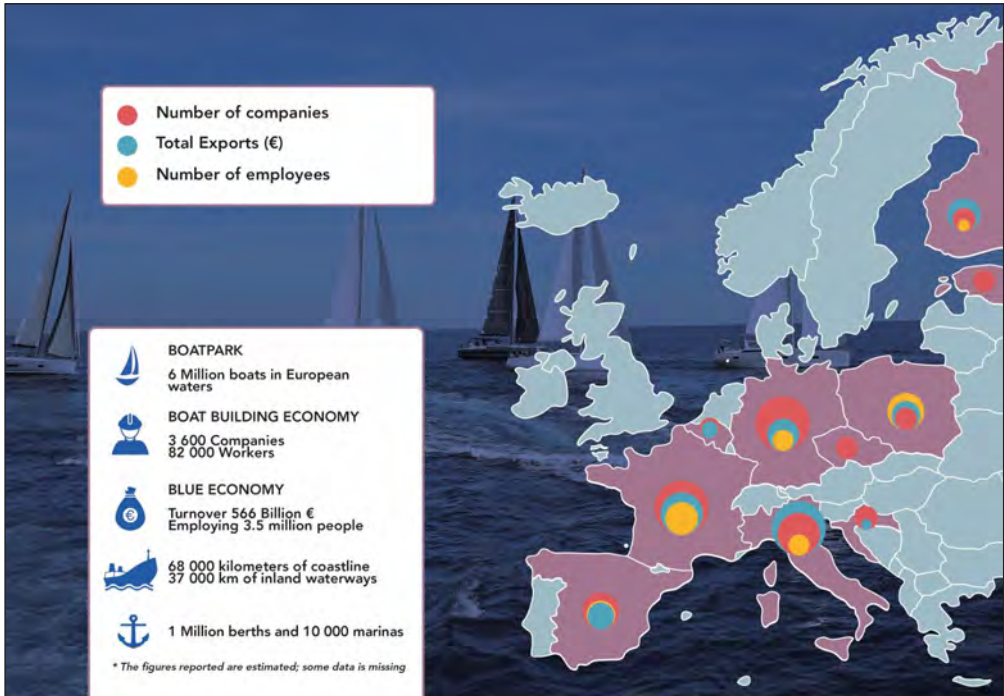 Number of companies
Total Exports (€)
Number of employees
BOATPARK
6 Million boats in European
waters
BOAT BUILDING ECONOMY
3 600 Companies
82 000 Workers
BLUE ECONOMY
€
Turnover 566 Billion €
Employing 3.5 million people
68 000 kilometers of coastline
37 000 km of inland waterways
1 Million berths and 10 000 marinas
* The figures reported are estimated; some data is missing